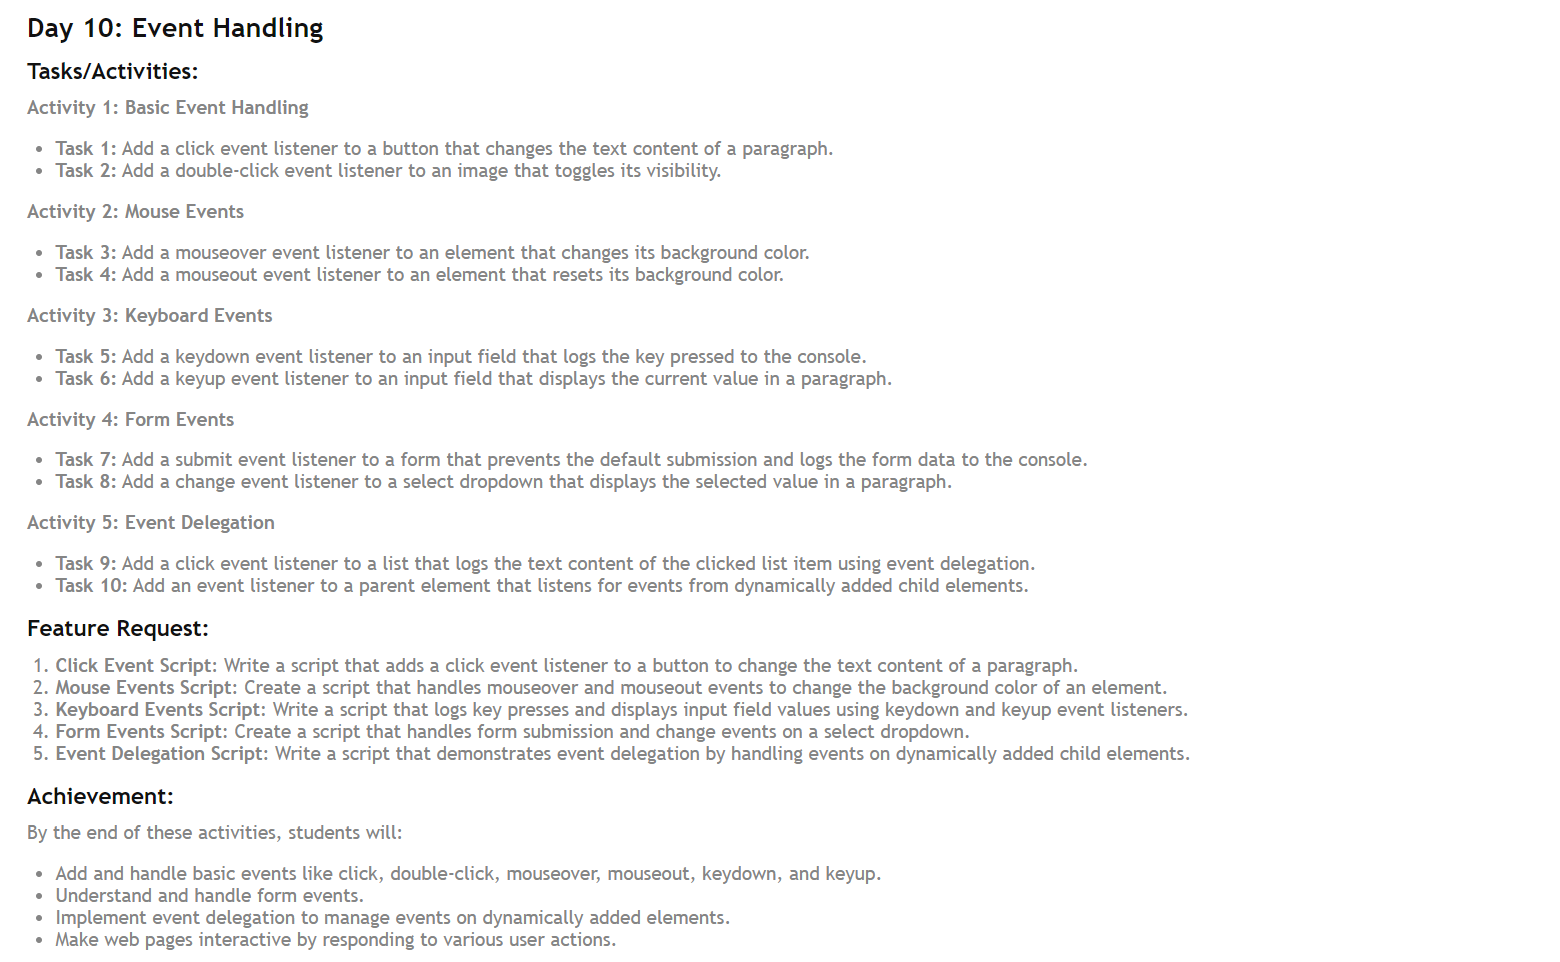 Day 10: Event Handling
Tasks/Activities:
Activity 1: Basic Event Handling
• Task 1: Add a click event listener to a button that changes the text content of a paragraph.
• Task 2: Add a double-click event listener to an image that toggles its visibility.
Activity 2: Mouse Events
• Task 3: Add a mouseover event listener to an element that changes its background color.
• Task 4: Add a mouseout event listener to an element that resets its background color.
Activity 3: Keyboard Events
• Task 5: Add a keydown event listener to an input field that logs the key pressed to the console.
• Task 6: Add a keyup event listener to an input field that displays the current value in a paragraph.
Activity 4: Form Events
• Task 7: Add a submit event listener to a form that prevents the default submission and logs the form data to the console.
• Task 8: Add a change event listener to a select dropdown that displays the selected value in a paragraph.
Activity 5: Event Delegation
• Task 9: Add a click event listener to a list that logs the text content of the clicked list item using event delegation.
• Task 10: Add an event listener to a parent element that listens for events from dynamically added child elements.
Feature Request:
1. Click Event Script: Write a script that adds a click event listener to a button to change the text content of a paragraph.
2. Mouse Events Script: Create a script that handles mouseover and mouseout events to change the background color of an element.
3. Keyboard Events Script: Write a script that logs key presses and displays input field values using keydown and keyup event listeners.
4. Form Events Script: Create a script that handles form submission and change events on a select dropdown.
5. Event Delegation Script: Write a script that demonstrates event delegation by handling events on dynamically added child elements.
Achievement:
By the end of these activities, students will:
• Add and handle basic events like click, double-click, mouseover, mouseout, keydown, and keyup.
• Understand and handle form events.
• Implement event delegation to manage events on dynamically added elements.
• Make web pages interactive by responding to various user actions.